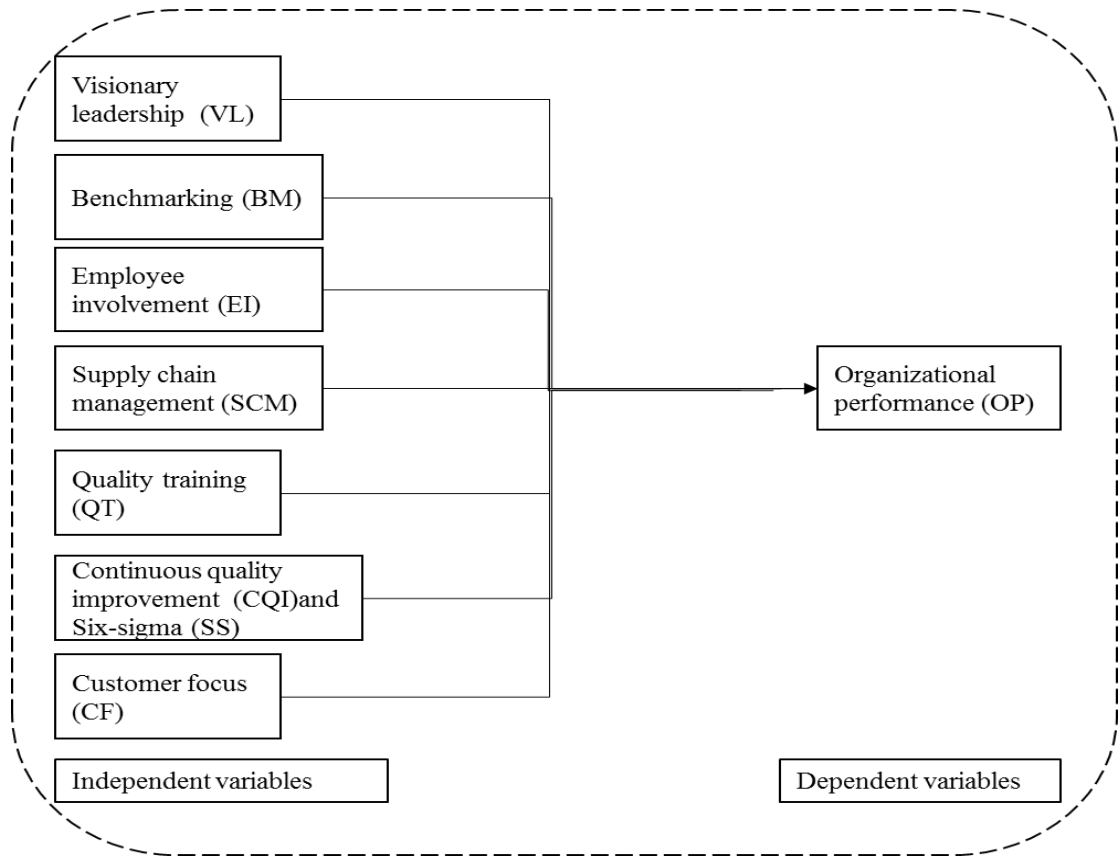 Visionary
leadership (VL)
Benchmarking (BM)
Employee
involvement (EI)
Supply chain
management (SCM)
Organizational
performance (OP)
Quality training
(QT)
Continuous quality
improvement (CQI)and
Six-sigma (SS)
Customer focus
(CF)
Independent variables
Dependent variables